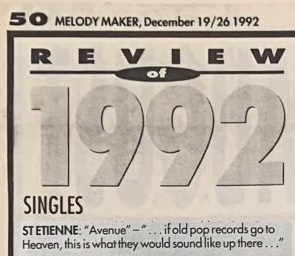 50 MELODY MAKER, December 19/26 1992
REVIEW
of
1992
SINGLES
ST ETIENNE: "Avenue" – ". . . if old pop records go to
Heaven, this is what they would sound like up there . . ."